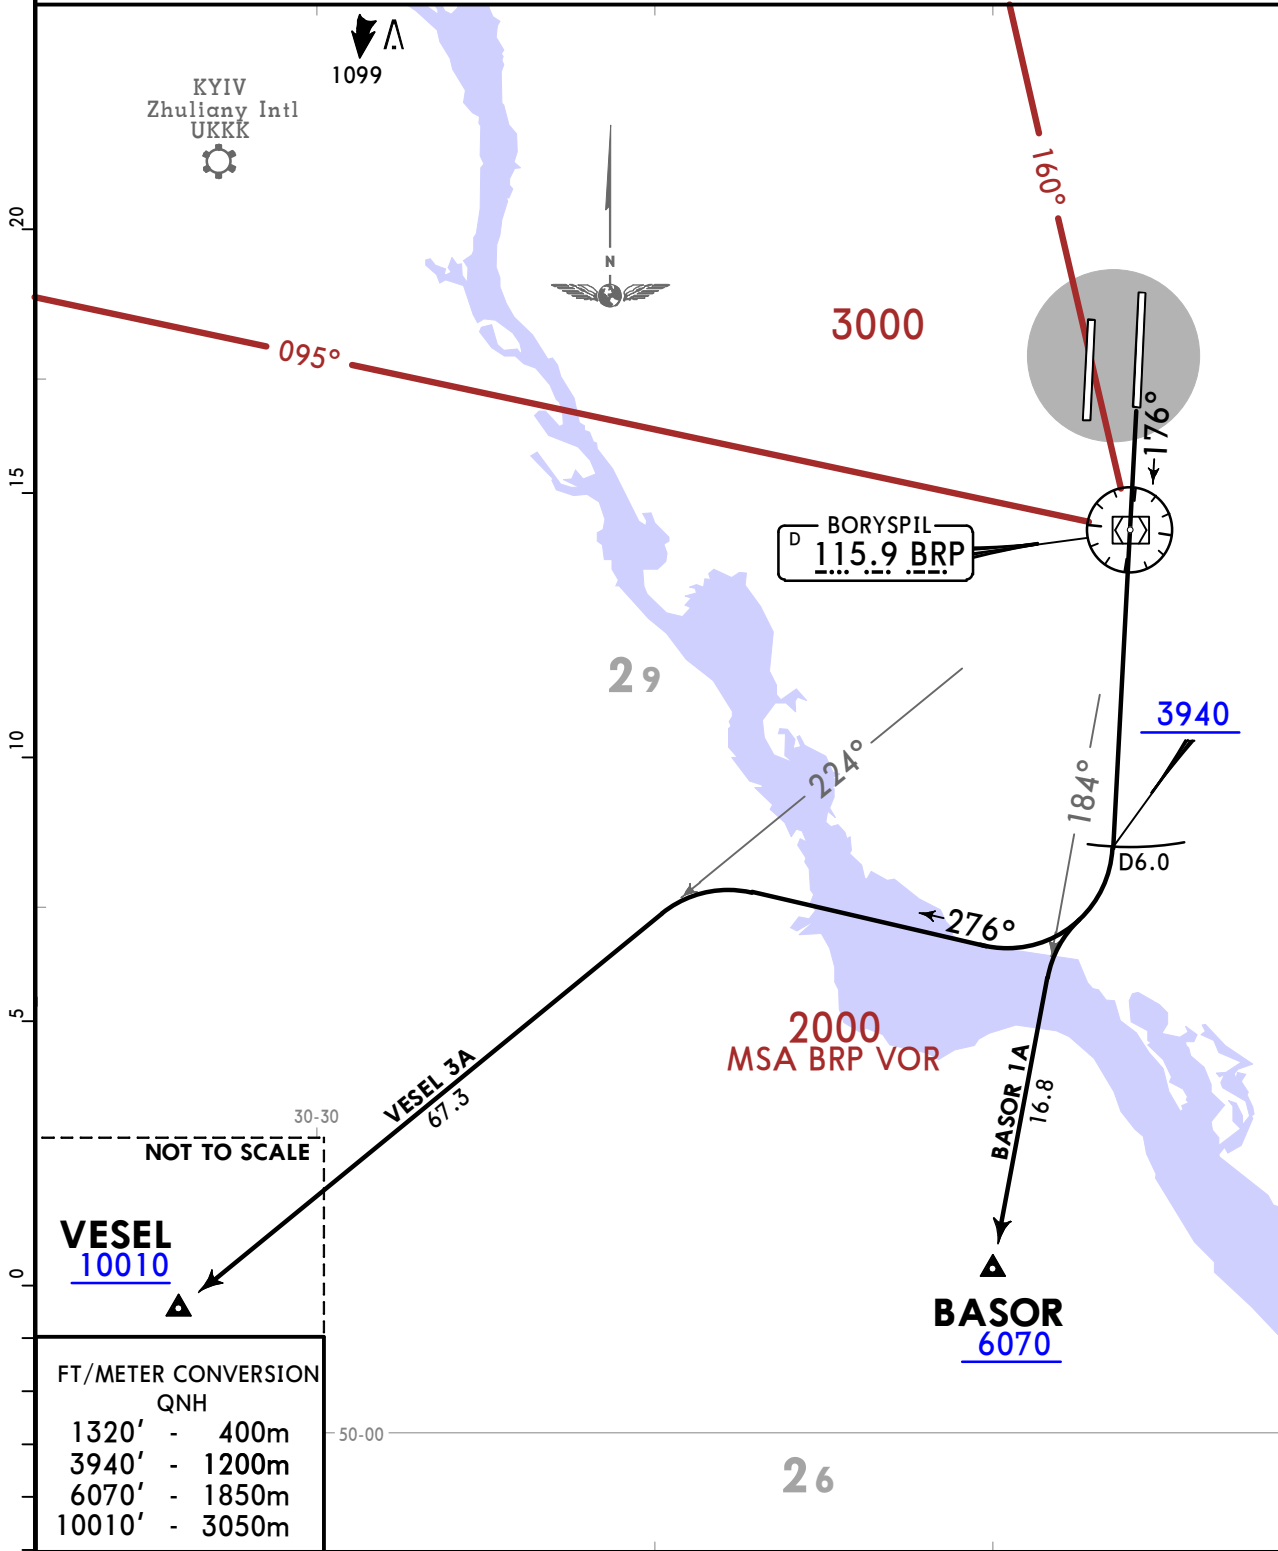 1099
KYIV
Zhuliany Intl
UKKK
160°
20
N
3000
095°
176°
15
BORYSPIL
D 115.9 BRP
29
3940
10
224°
184°
D6.0
276°
5
2000
MSA BRP VOR
VESEL 3A
67.3
BASOR 1A
16.8
30-30
NOT TO SCALE
VESEL
10010
0
BASOR
6070
FT/METER CONVERSION
QNH
1320' - 400m
3940' - 1200m
6070' - 1850m
10010' - 3050m
50-00
26